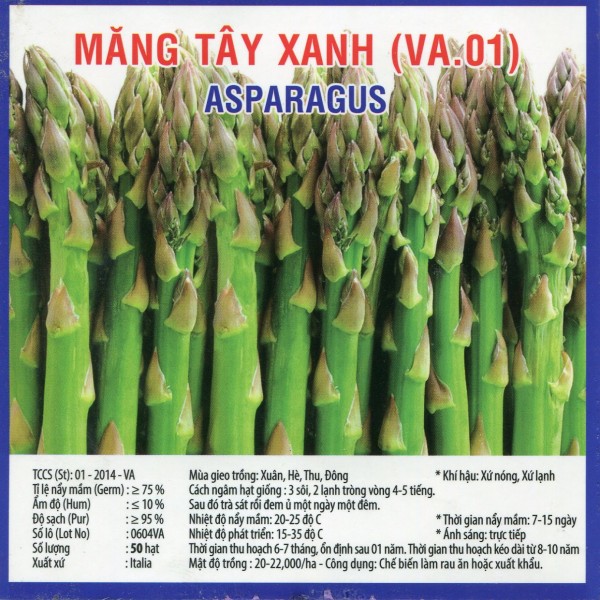 MĂNG TÂY XANH (VA.01)
ASPARAGUS
TCCS (St): 01 - 2014 - VA
Tỉ lệ nẩy mầm (Germ) : ≥ 75 %
Ẩm độ (Hum) : ≤ 10 %
Độ sạch (Pur) : ≥ 95 %
Số lô (Lot No) : 0604VA
Số lượng : 50 hạt
Xuất xứ : Italia
Mùa gieo trồng: Xuân, Hè, Thu, Đông * Khí hậu: Xứ nóng, Xứ lạnh
Cách ngâm hạt giống : 3 sôi, 2 lạnh tròng vòng 4-5 tiếng.
Sau đó trà sát rồi đem ủ một ngày một đêm.
Nhiệt độ nẩy mầm: 20-25 độ C * Thời gian nẩy mầm: 7-15 ngày
Nhiệt độ phát triển: 15-35 độ C * Ánh sáng: trực tiếp
Thời gian thu hoạch 6-7 tháng, ổn định sau 01 năm. Thời gian thu hoạch kéo dài từ 8-10 năm
Mật độ trồng : 20-22,000/ha - Công dụng: Chế biến làm rau ăn hoặc xuất khẩu.